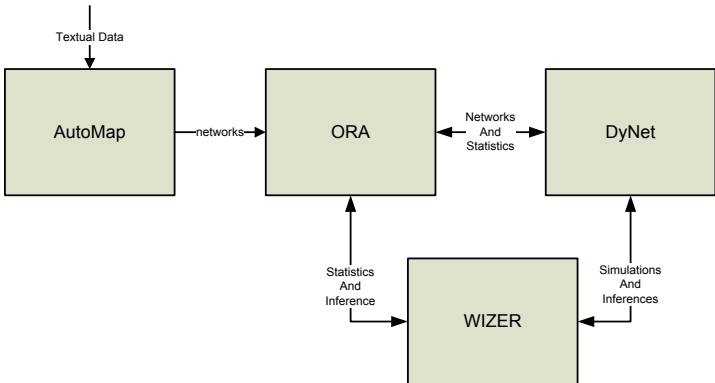 Textual Data
AutoMap
networks
ORA
Networks
And
Statistics
DyNet
Statistics
And
Inference
WIZER
Simulations
And
Inferences